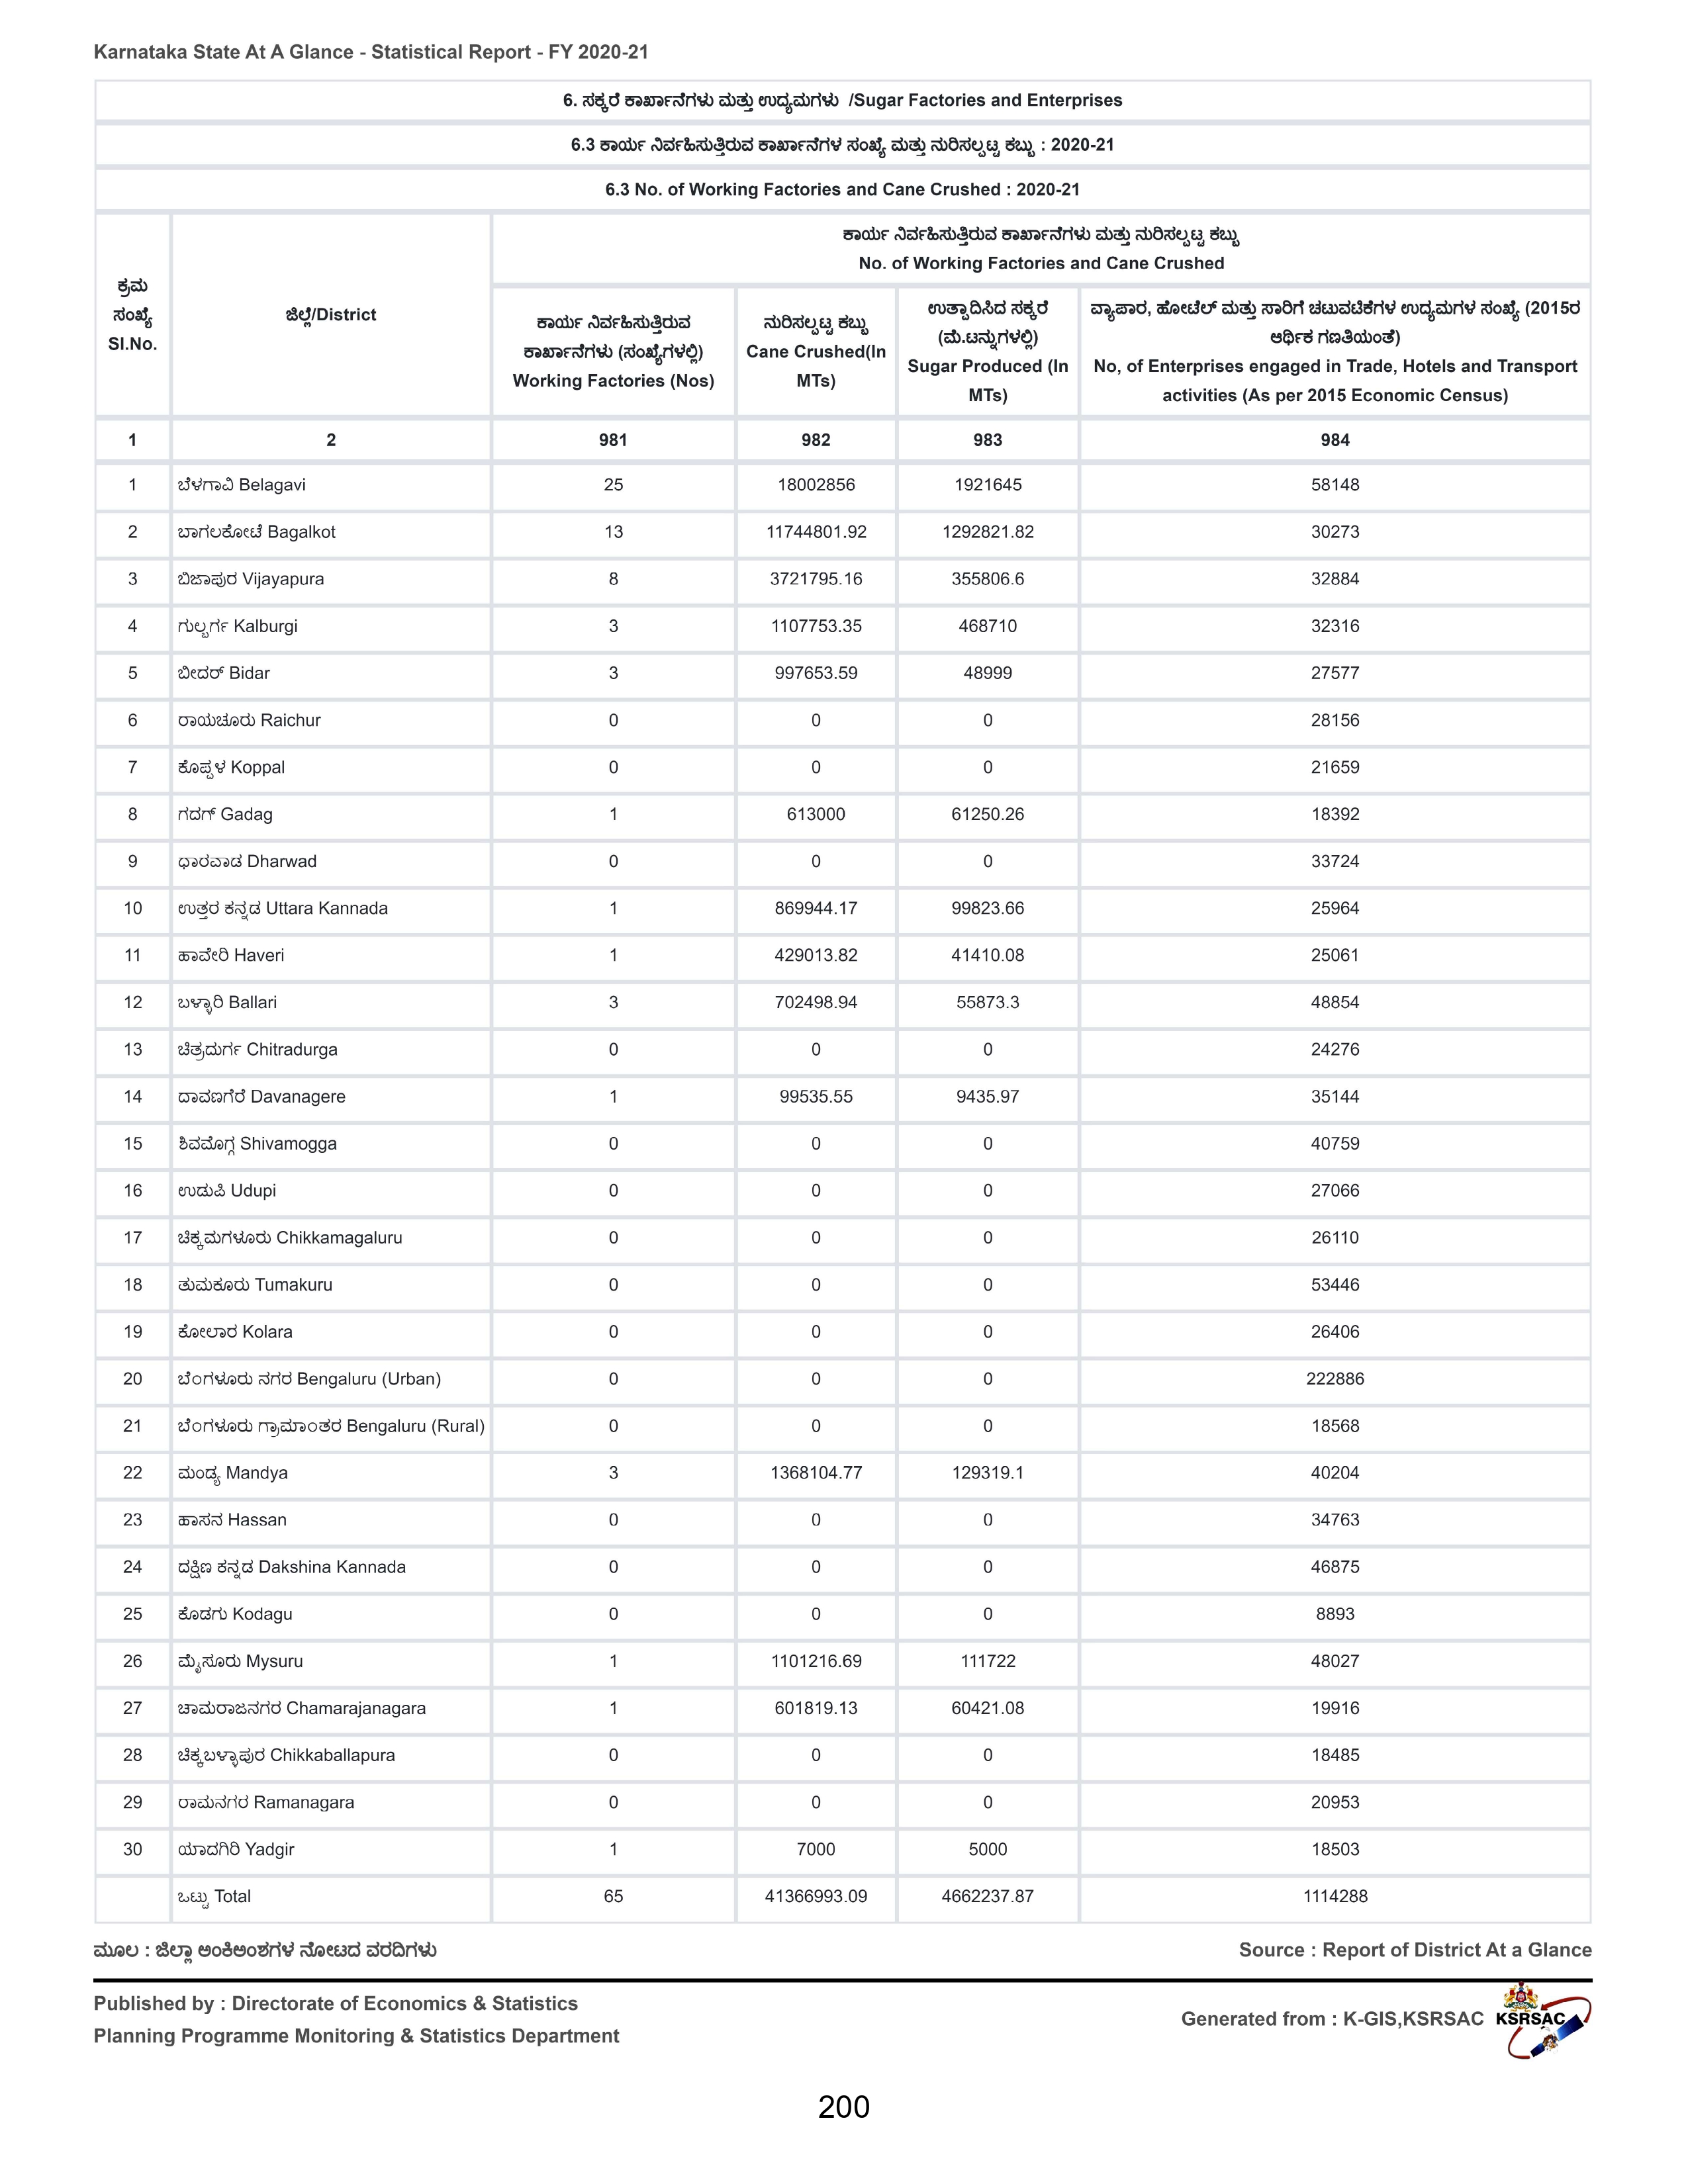 Karnataka State At A Glance - Statistical Report - FY 2020-21
6. ಸಕ್ಕರೆ ಕಾರ್ಖಾನೆಗಳು ಮತ್ತು ಉದ್ಯಮಗಳು /Sugar Factories and Enterprises
6.3 ಕಾರ್ಯ ನಿರ್ವಹಿಸುತ್ತಿರುವ ಕಾರ್ಖಾನೆಗಳ ಸಂಖ್ಯೆ ಮತ್ತು ನುರಿಸಲ್ಪಟ್ಟ ಕಬ್ಬು : 2020-21
6.3 No. of Working Factories and Cane Crushed : 2020-21
ಕ್ರಮ
ಸಂಖ್ಯೆ
Sl.No.
ಜಿಲ್ಲೆ/District
ಕಾರ್ಯ ನಿರ್ವಹಿಸುತ್ತಿರುವ ಕಾರ್ಖಾನೆಗಳು ಮತ್ತು ನುರಿಸಲ್ಪಟ್ಟ ಕಬ್ಬು
No. of Working Factories and Cane Crushed
ಕಾರ್ಯ ನಿರ್ವಹಿಸುತ್ತಿರುವ
ಕಾರ್ಖಾನೆಗಳು (ಸಂಖ್ಯೆಗಳಲ್ಲಿ)
Working Factories (Nos)
ನುರಿಸಲ್ಪಟ್ಟ ಕಬ್ಬು
Cane Crushed(In
MTs)
ಉತ್ಪಾದಿಸಿದ ಸಕ್ಕರೆ
(ಮೆ.ಟನ್ನುಗಳಲ್ಲಿ)
Sugar Produced (In
MTs)
ವ್ಯಾಪಾರ, ಹೋಟೆಲ್ ಮತ್ತು ಸಾರಿಗೆ ಚಟುವಟಿಕೆಗಳ ಉದ್ಯಮಗಳ ಸಂಖ್ಯೆ (2015ರ
ಆರ್ಥಿಕ ಗಣತಿಯಂತೆ)
No, of Enterprises engaged in Trade, Hotels and Transport
activities (As per 2015 Economic Census)
1 2 981 982 983 984
1 ಬೆಳಗಾವಿ Belagavi 25 18002856 1921645 58148
2 ಬಾಗಲಕೋಟೆ Bagalkot 13 11744801.92 1292821.82 30273
3 ಬಿಜಾಪುರ Vijayapura 8 3721795.16 355806.6 32884
4 ಗುಲ್ಬರ್ಗ Kalburgi 3 1107753.35 468710 32316
5 ಬೀದರ್ Bidar 3 997653.59 48999 27577
6 ರಾಯಚೂರು Raichur 0 0 0 28156
7 ಕೊಪ್ಪಳ Koppal 0 0 0 21659
8 ಗದಗ್ Gadag 1 613000 61250.26 18392
9 ಧಾರವಾಡ Dharwad 0 0 0 33724
10 ಉತ್ತರ ಕನ್ನಡ Uttara Kannada 1 869944.17 99823.66 25964
11 ಹಾವೇರಿ Haveri 1 429013.82 41410.08 25061
12 ಬಳ್ಳಾರಿ Ballari 3 702498.94 55873.3 48854
13 ಚಿತ್ರದುರ್ಗ Chitradurga 0 0 0 24276
14 ದಾವಣಗೆರೆ Davanagere 1 99535.55 9435.97 35144
15 ಶಿವಮೊಗ್ಗ Shivamogga 0 0 0 40759
16 ಉಡುಪಿ Udupi 0 0 0 27066
17 ಚಿಕ್ಕಮಗಳೂರು Chikkamagaluru 0 0 0 26110
18 ತುಮಕೂರು Tumakuru 0 0 0 53446
19 ಕೋಲಾರ Kolara 0 0 0 26406
20 ಬೆಂಗಳೂರು ನಗರ Bengaluru (Urban) 0 0 0 222886
21 ಬೆಂಗಳೂರು ಗ್ರಾಮಾಂತರ Bengaluru (Rural) 0 0 0 18568
22 ಮಂಡ್ಯ Mandya 3 1368104.77 129319.1 40204
23 ಹಾಸನ Hassan 0 0 0 34763
24 ದಕ್ಷಿಣ ಕನ್ನಡ Dakshina Kannada 0 0 0 46875
25 ಕೊಡಗು Kodagu 0 0 0 8893
26 ಮೈಸೂರು Mysuru 1 1101216.69 111722 48027
27 ಚಾಮರಾಜನಗರ Chamarajanagara 1 601819.13 60421.08 19916
28 ಚಿಕ್ಕಬಳ್ಳಾಪುರ Chikkaballapura 0 0 0 18485
29 ರಾಮನಗರ Ramanagara 0 0 0 20953
30 ಯಾದಗಿರಿ Yadgir 1 7000 5000 18503
ಒಟ್ಟು Total 65 41366993.09 4662237.87 1114288
ಮೂಲ : ಜಿಲ್ಲಾ ಅಂಕಿಅಂಶಗಳ ನೋಟದ ವರದಿಗಳು Source : Report of District At a Glance
Published by : Directorate of Economics & Statistics
Planning Programme Monitoring & Statistics Department
Generated from : K-GIS,KSRSAC
KSRSAC
200